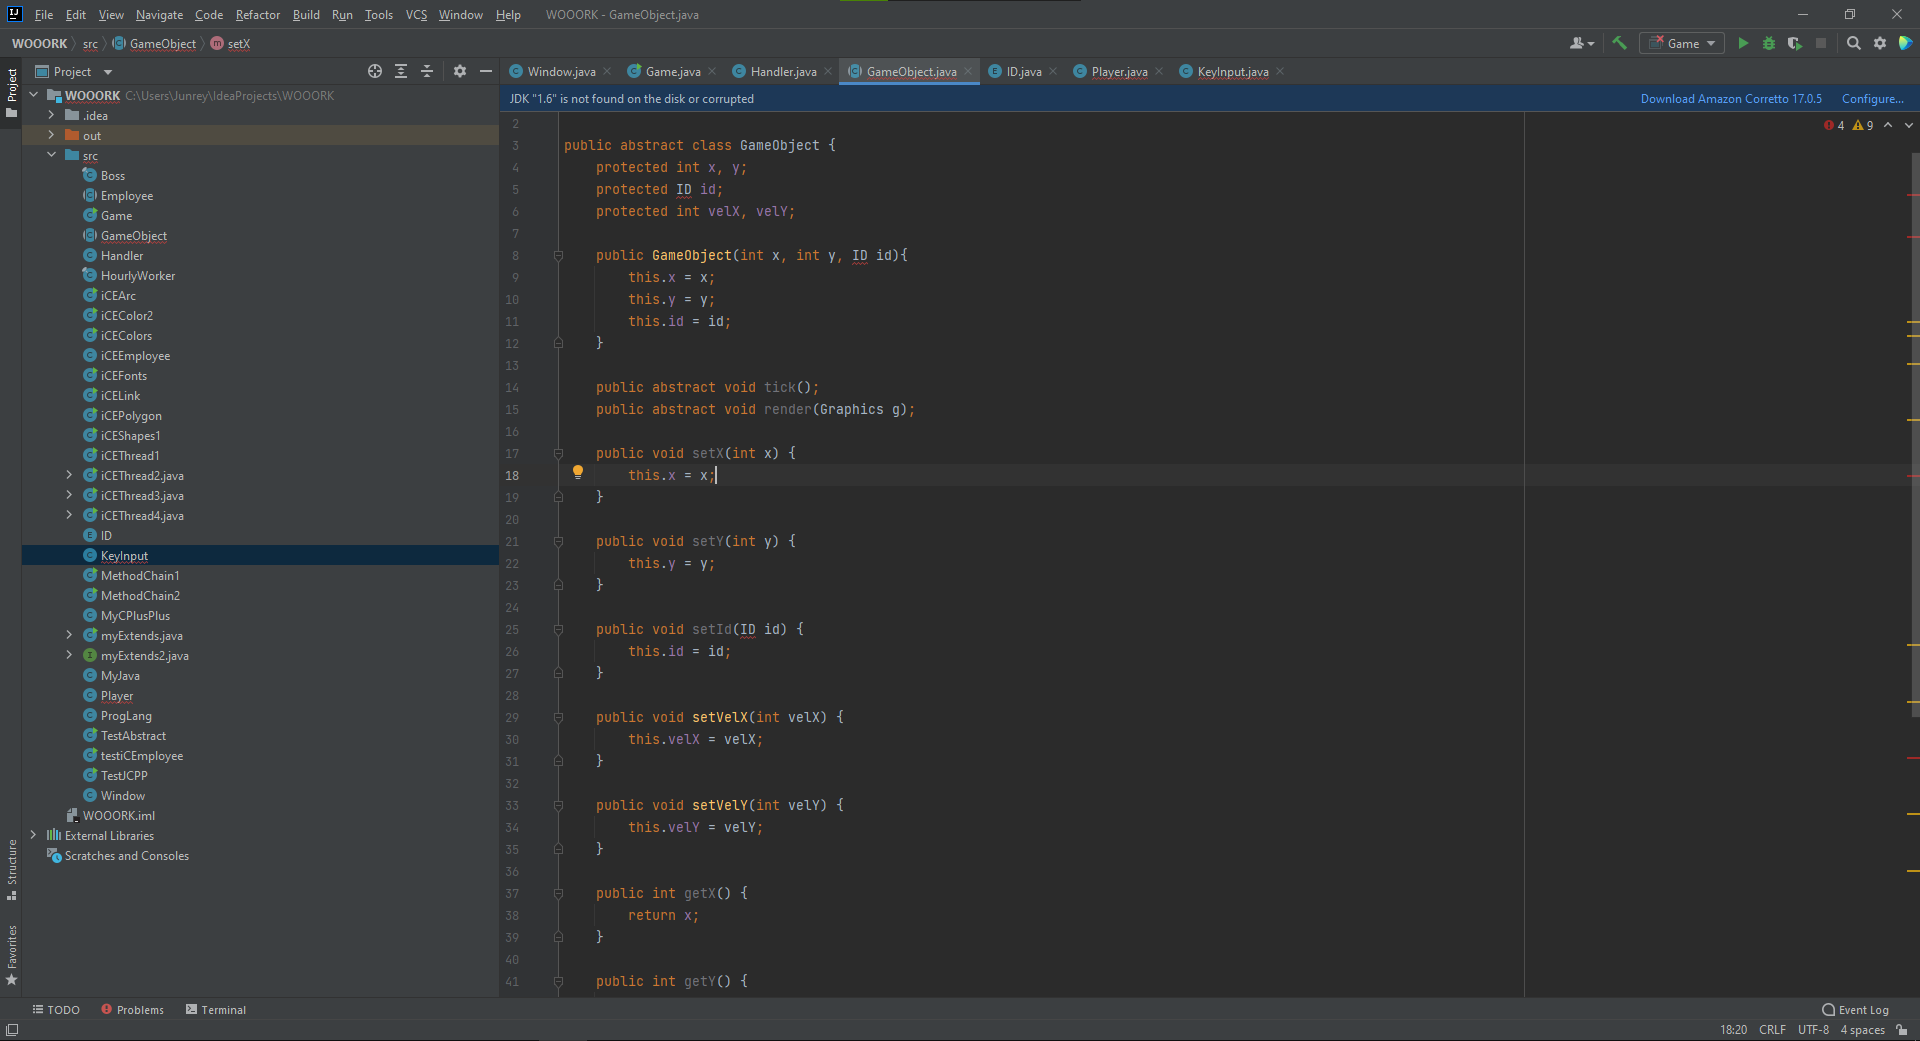 File Edit View Navigate Code Refactor Build Run Tools VCS Window Help WOOORK - GameObject.java
WOOORK src GameObject setX
Game
Project
Project
Window.java Game.java Handler.java GameObject.java ID.java Player.java KeyInput.java
JDK "1.6" is not found on the disk or corrupted Download Amazon Corretto 17.0.5 Configure...
4 9
WOOORK C:\Users\Junrey\IdeaProjects\WOOORK
.idea
out
src
Boss
Employee
Game
GameObject
Handler
HourlyWorker
iCEArc
iCEColor2
iCEColors
iCEEmployee
iCEFonts
iCELink
iCEPolygon
iCEShapes1
iCEThread1
iCEThread2.java
iCEThread3.java
iCEThread4.java
ID
KeyInput
MethodChain1
MethodChain2
MyCPlusPlus
myExtends.java
myExtends2.java
MyJava
Player
ProgLang
TestAbstract
testiCEmployee
TestJCPP
Window
WOOORK.iml
External Libraries
Scratches and Consoles
2
3 public abstract class GameObject {
4 protected int x, y;
5 protected ID id;
6 protected int velX, velY;
7
8 public GameObject(int x, int y, ID id){
9 this.x = x;
10 this.y = y;
11 this.id = id;
12 }
13
14 public abstract void tick();
15 public abstract void render(Graphics g);
16
17 public void setX(int x) {
18 this.x = x;
19 }
20
21 public void setY(int y) {
22 this.y = y;
23 }
24
25 public void setId(ID id) {
26 this.id = id;
27 }
28
29 public void setVelX(int velX) {
30 this.velX = velX;
31 }
32
33 public void setVelY(int velY) {
34 this.velY = velY;
35 }
36
37 public int getX() {
38 return x;
39 }
40
41 public int getY() {
Structure
Favorites
TODO Problems Terminal Event Log
18:20 CRLF UTF-8 4 spaces